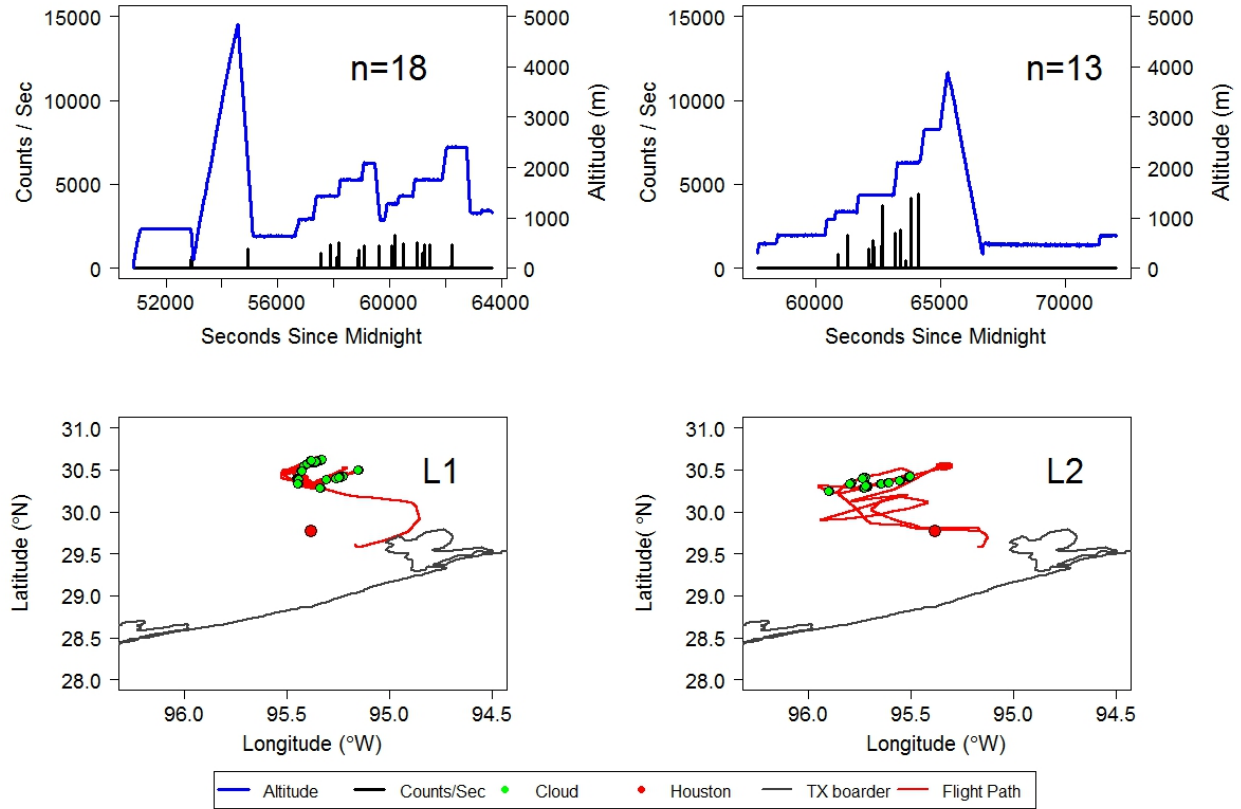 15000
10000
5000
0
Counts / Sec
n=18
5000
4000
3000
2000
1000
0
Altitude (m)
52000 56000 60000 64000
Seconds Since Midnight
15000
10000
5000
0
Counts / Sec
n=13
5000
4000
3000
2000
1000
0
Altitude (m)
60000 65000 70000
Seconds Since Midnight
31.0
30.5
30.0
29.5
29.0
28.5
28.0
Latitude (°N)
L1
96.0 95.5 95.0 94.5
Longitude (°W)
31.0
30.5
30.0
29.5
29.0
28.5
28.0
Latitude( °N)
L2
96.0 95.5 95.0 94.5
Longitude (°W)
Altitude Counts/Sec Cloud Houston TX boarder Flight Path